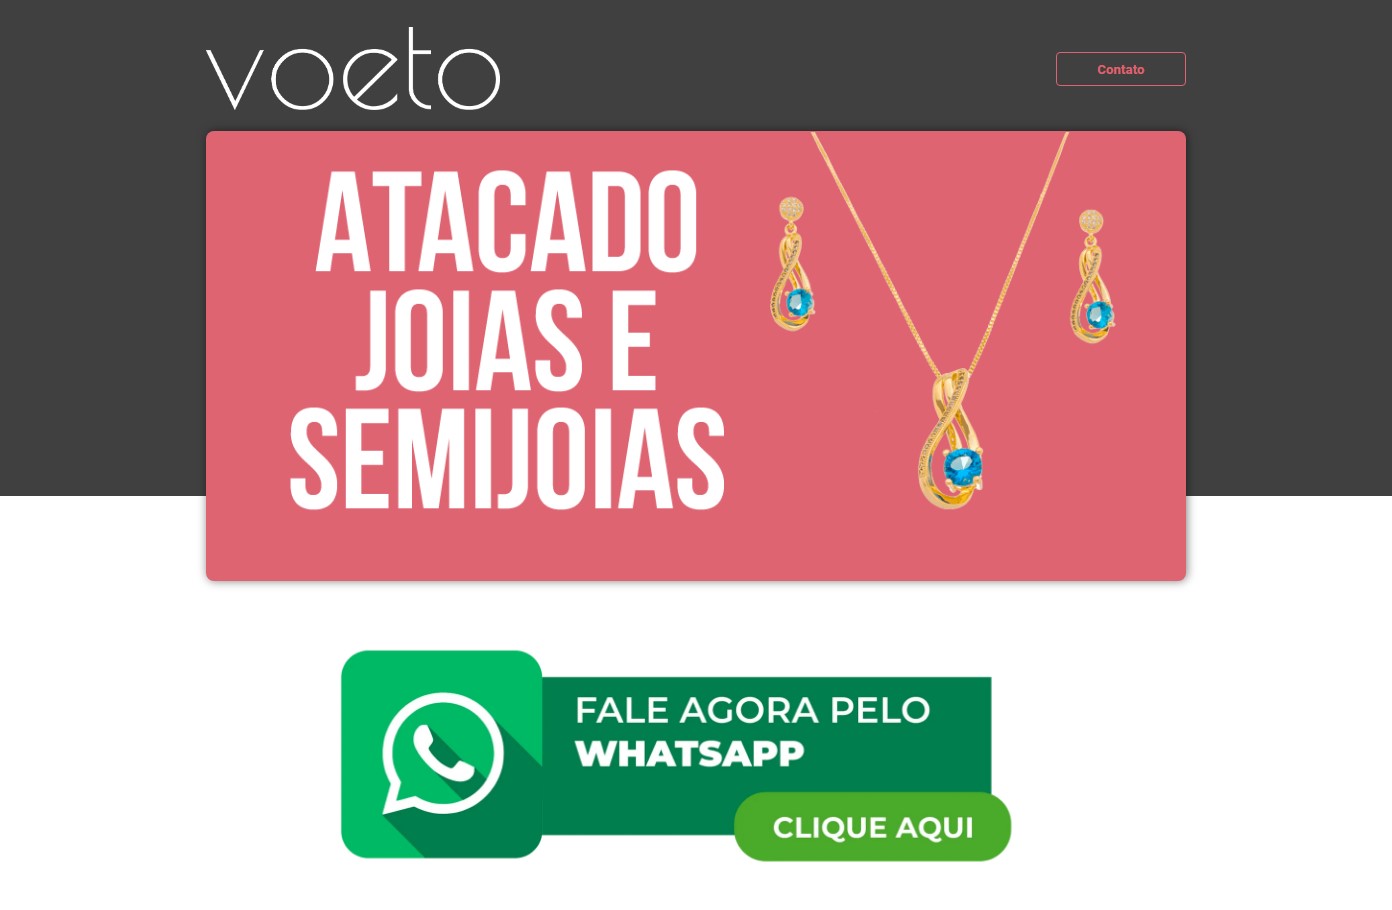 voeto
Contato
ATACADO
JOIAS E
SEMIJOIAS
FALE AGORA PELO
WHATSAPP
CLIQUE AQUI